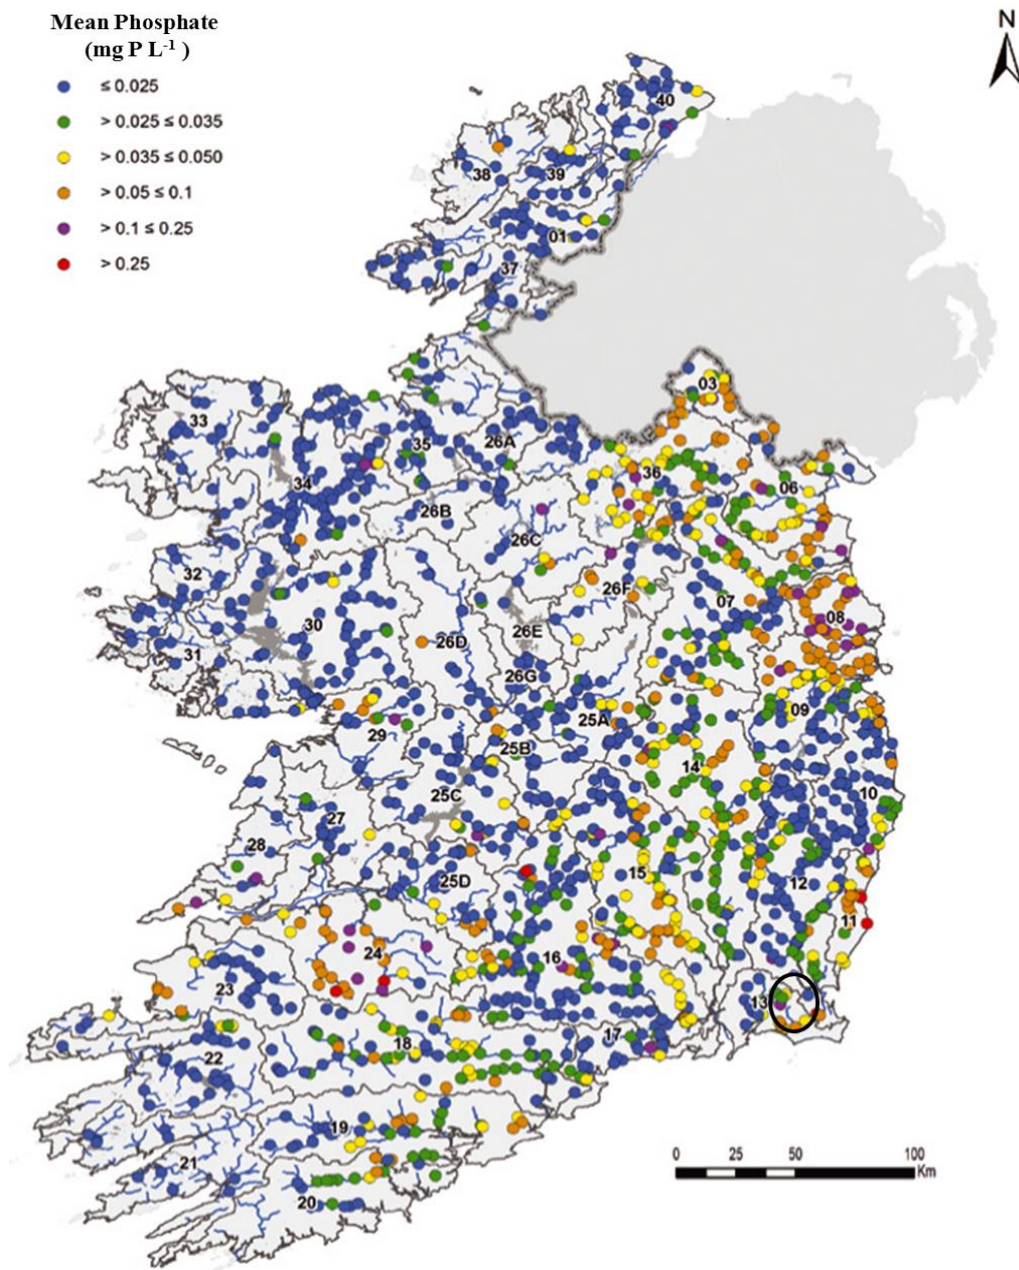 Mean Phosphate
(mg P L⁻¹ )
≤ 0.025
> 0.025 ≤ 0.035
> 0.035 ≤ 0.050
> 0.05 ≤ 0.1
> 0.1 ≤ 0.25
> 0.25
N
40
38
39
01
37
03
33
35
26A
36
34
06
26B
26C
32
26F
07
08
30
26E
31
26D
26G
09
29
25A
25B
14
25C
10
27
28
15
25D
12
11
24
16
23
13
17
18
22
19
21
20
0 25 50 100
Km